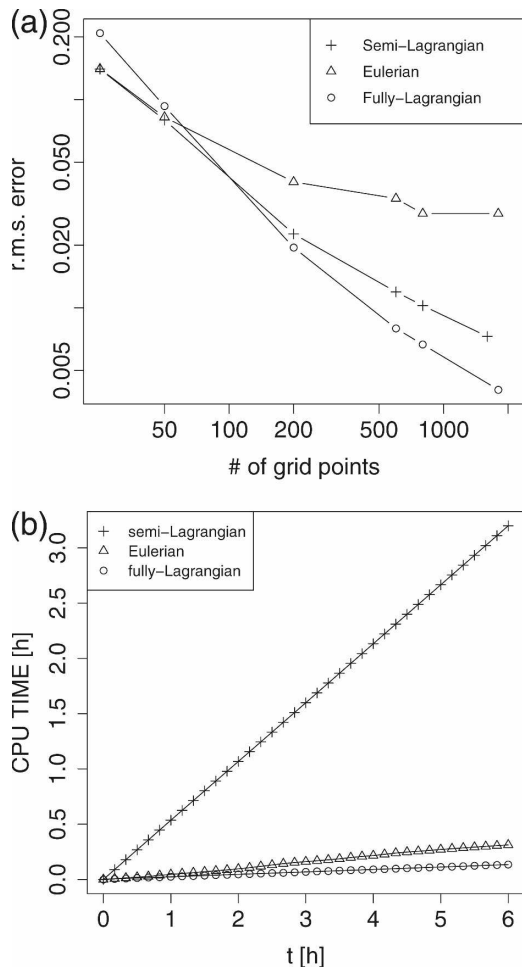 (a)
0.200
0.050
0.020
0.005
r.m.s. error
Semi-Lagrangian
Eulerian
Fully-Lagrangian
50 100 200 500 1000
# of grid points
(b)
semi-Lagrangian
Eulerian
fully-Lagrangian
3.0
2.5
2.0
1.5
1.0
0.5
0.0
CPU TIME [h]
0 1 2 3 4 5 6
t [h]